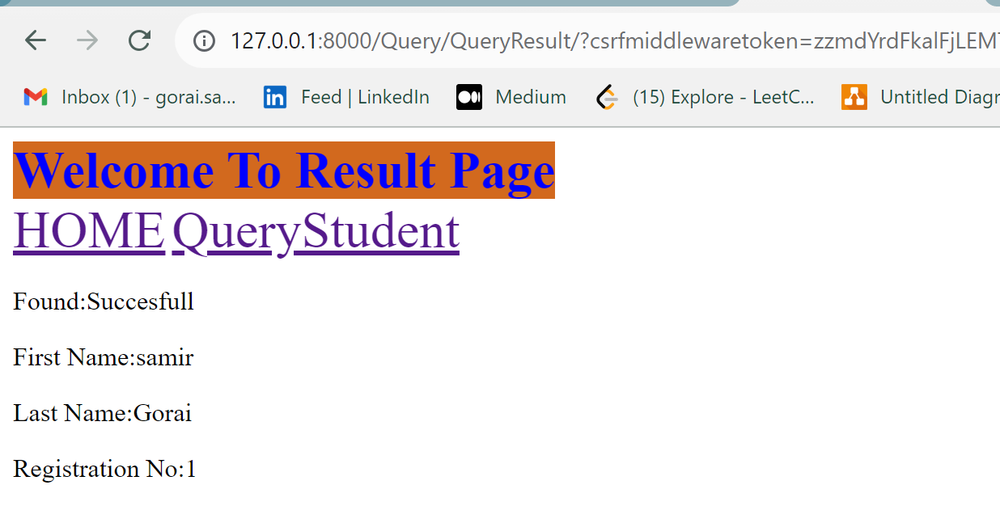 127.0.0.1:8000/Query/QueryResult/?csrfmiddlewaretoken=zzmdYrdFkalFjLEM
Inbox (1) - gorai.sa... Feed | LinkedIn Medium (15) Explore - LeetC... Untitled Diagr
Welcome To Result Page
HOME QueryStudent
Found:Succesfull
First Name:samir
Last Name:Gorai
Registration No:1